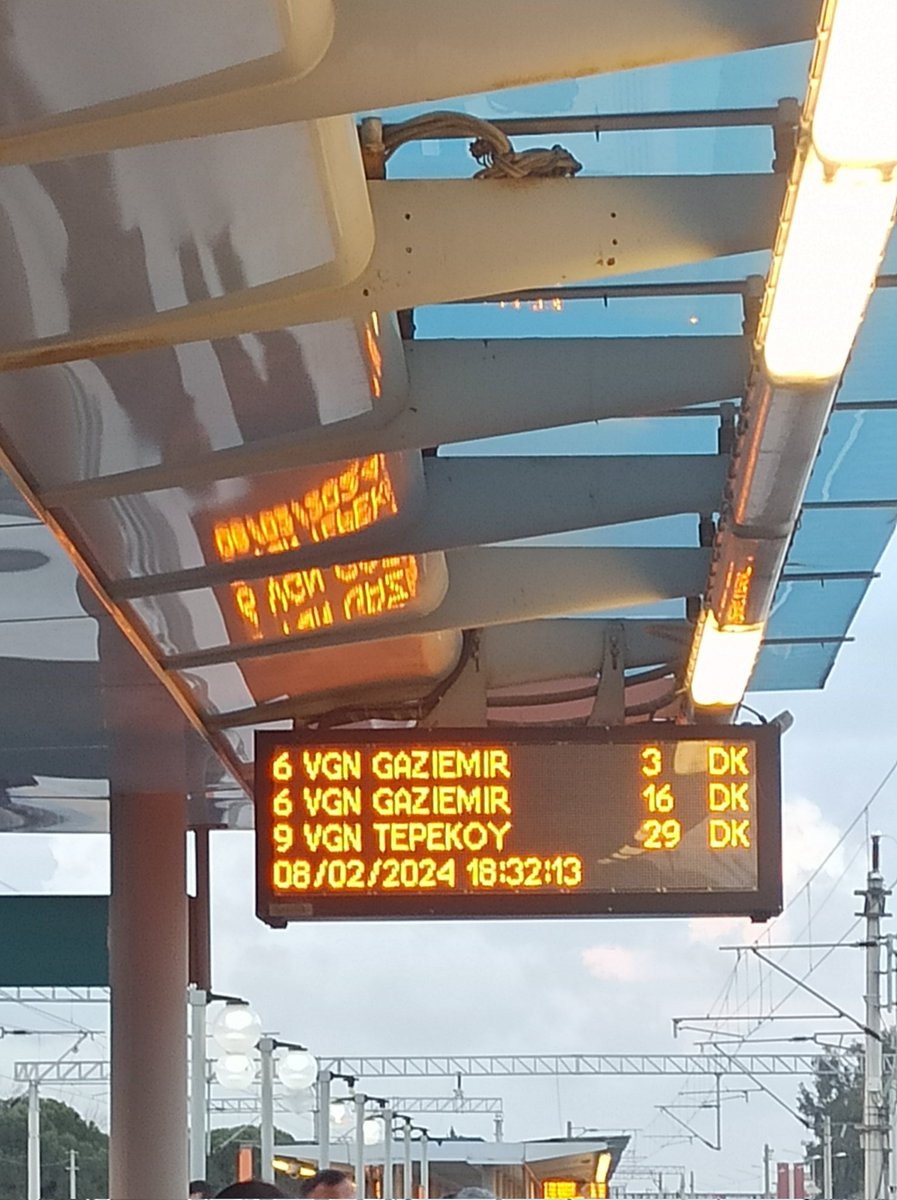 6 VGN GAZIEMIR 3 DK
6 VGN GAZIEMIR 16 DK
9 VGN TEPEKOY 29 DK
08/02/2024 18:32:13